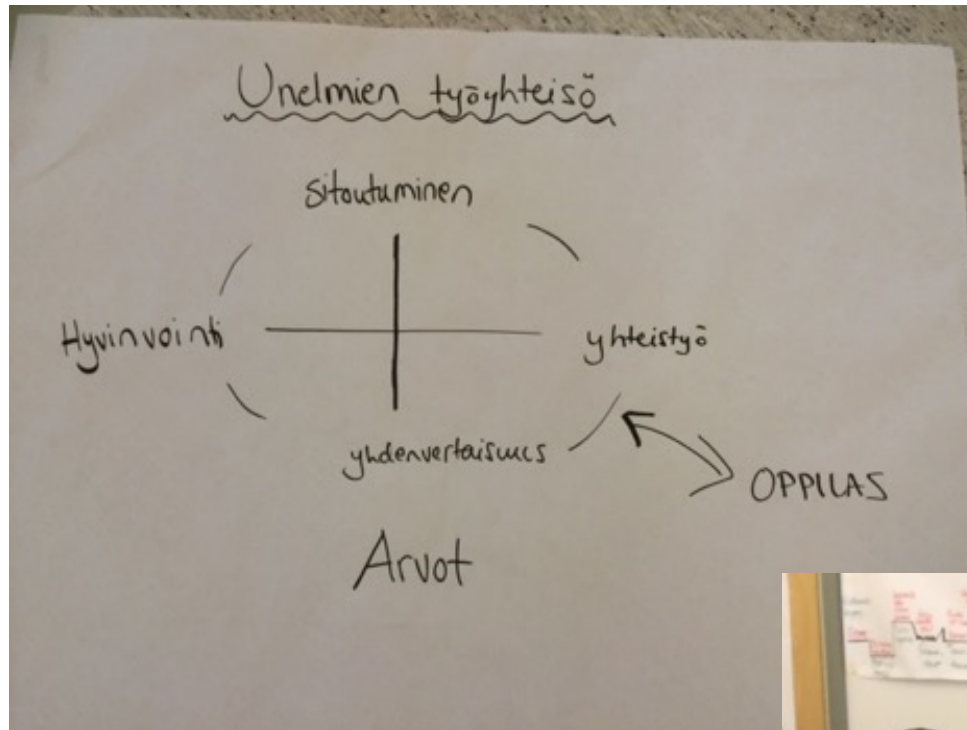 Unelmien työyhteisö
Sitoutuminen
Hyvinvointi
yhteistyö
yhdenvertaisuus
OPPILAS
Arvot